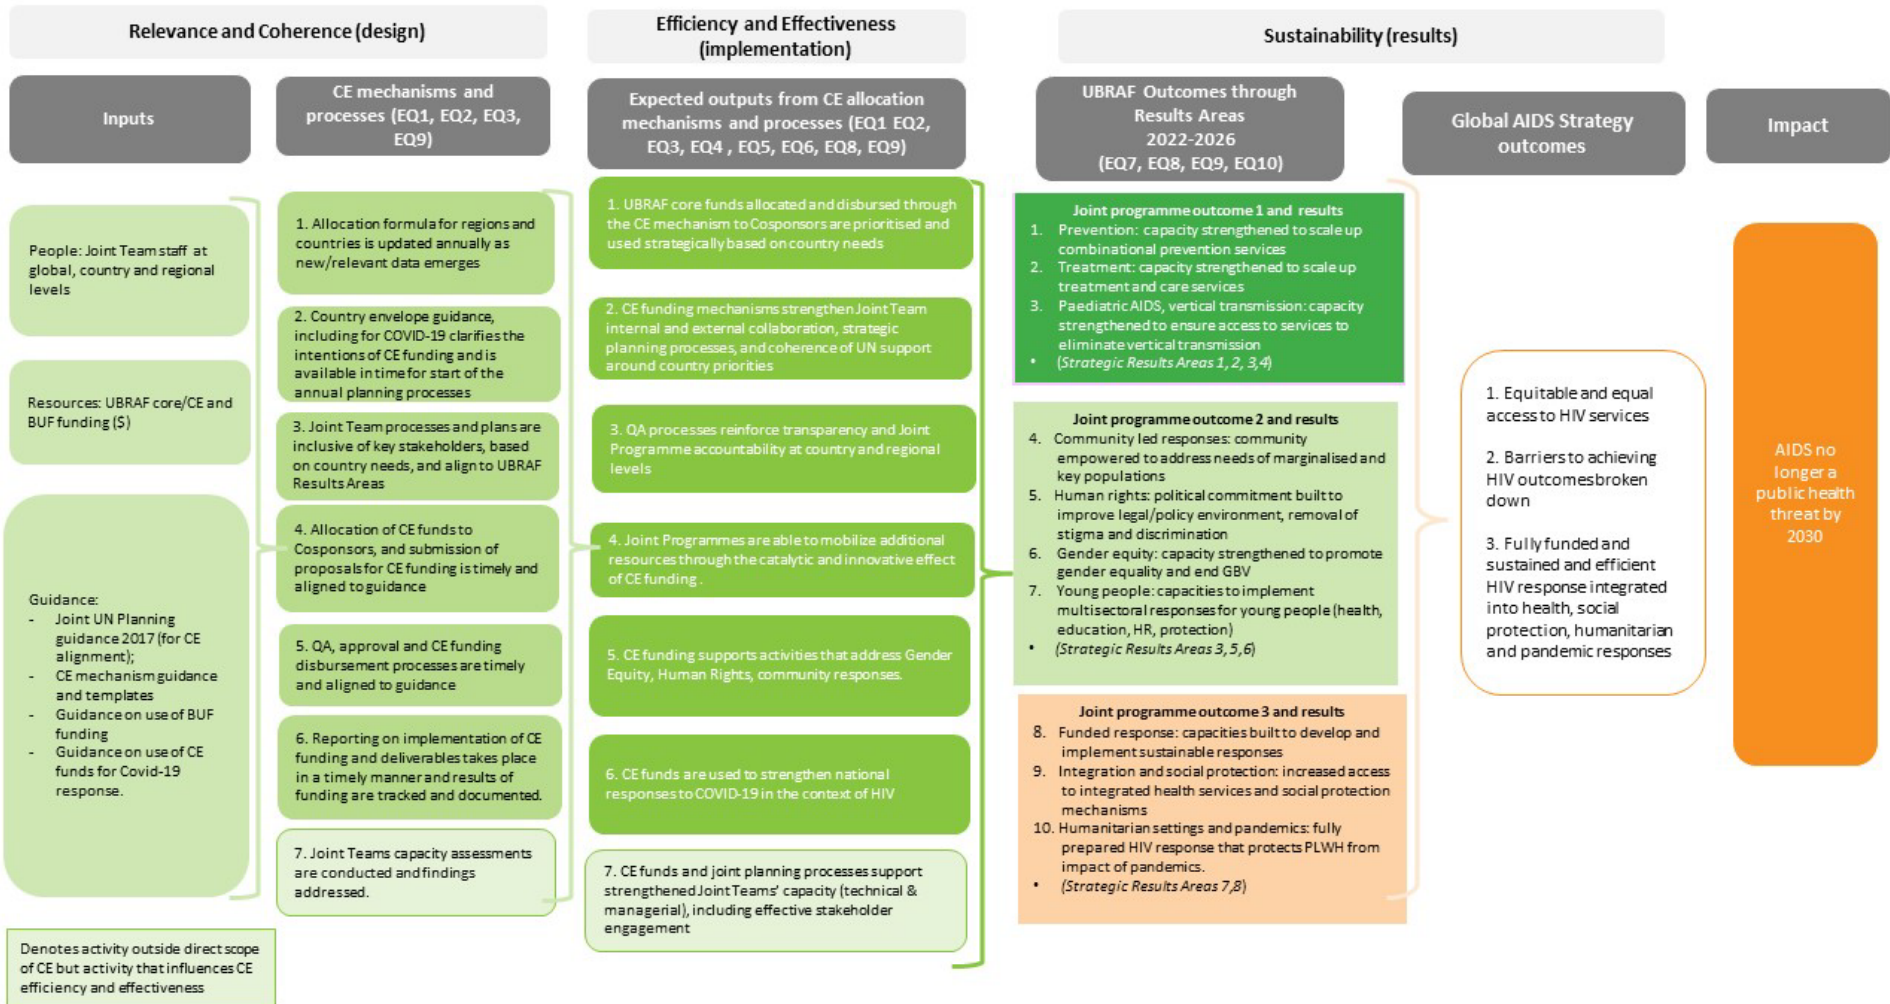 Relevance and Coherence (design)
Efficiency and Effectiveness
(implementation)
Sustainability (results)
Inputs
CE mechanisms and
processes (EQ1, EQ2, EQ3,
EQ9)
Expected outputs from CE allocation
mechanisms and processes (EQ1 EQ2,
EQ3, EQ4 , EQ5, EQ6, EQ8, EQ9)
UBRAF Outcomes through
Results Areas
2022-2026
(EQ7, EQ8, EQ9, EQ10)
Global AIDS Strategy
outcomes
Impact
People: Joint Team staff at
global, country and regional
levels
Resources: UBRAF core/CE and
BUF funding ($)
Guidance:
- Joint UN Planning
guidance 2017 (for CE
alignment);
- CE mechanism guidance
and templates
- Guidance on use of BUF
funding
- Guidance on use of CE
funds for Covid-19
response.
Denotes activity outside direct scope
of CE but activity that influences CE
efficiency and effectiveness
1. Allocation formula for regions and
countries is updated annually as
new/relevant data emerges
2. Country envelope guidance,
including for COVID-19 clarifies the
intentions of CE funding and is
available in time for start of the
annual planning processes
3. Joint Team processes and plans are
inclusive of key stakeholders, based
on country needs, and align to UBRAF
Results Areas
4. Allocation of CE funds to
Cosponsors, and submission of
proposals for CE funding is timely and
aligned to guidance
5. QA, approval and CE funding
disbursement processes are timely
and aligned to guidance
6. Reporting on implementation of CE
funding and deliverables takes place
in a timely manner and results of
funding are tracked and documented.
7. Joint Teams capacity assessments
are conducted and findings
addressed.
1. UBRAF core funds allocated and disbursed through
the CE mechanism to Cosponsors are prioritised and
used strategically based on country needs
2. CE funding mechanisms strengthen Joint Team
internal and external collaboration, strategic
planning processes, and coherence of UN support
around country priorities
3. QA processes reinforce transparency and Joint
Programme accountability at country and regional
levels
4. Joint Programmes are able to mobilize additional
resources through the catalytic and innovative effect
of CE funding .
5. CE funding supports activities that address Gender
Equity, Human Rights, community responses.
6. CE funds are used to strengthen national
responses to COVID-19 in the context of HIV
7. CE funds and joint planning processes support
strengthened Joint Teams' capacity (technical &
managerial), including effective stakeholder
engagement
Joint programme outcome 1 and results
1. Prevention: capacity strengthened to scale up
combinational prevention services
2. Treatment: capacity strengthened to scale up
treatment and care services
3. Paediatric AIDS, vertical transmission: capacity
strengthened to ensure access to services to
eliminate vertical transmission
• (Strategic Results Areas 1, 2, 3,4)
Joint programme outcome 2 and results
4. Community led responses: community
empowered to address needs of marginalised and
key populations
5. Human rights: political commitment built to
improve legal/policy environment, removal of
stigma and discrimination
6. Gender equity: capacity strengthened to promote
gender equality and end GBV
7. Young people: capacities to implement
multisectoral responses for young people (health,
education, HR, protection)
• (Strategic Results Areas 3, 5,6)
Joint programme outcome 3 and results
8. Funded response: capacities built to develop and
implement sustainable responses
9. Integration and social protection: increased access
to integrated health services and social protection
mechanisms
10. Humanitarian settings and pandemics: fully
prepared HIV response that protects PLWH from
impact of pandemics.
• (Strategic Results Areas 7,8)
1. Equitable and equal
access to HIV services
2. Barriers to achieving
HIV outcomesbroken
down
3. Fully funded and
sustained and efficient
HIV response integrated
into health, social
protection, humanitarian
and pandemic responses
AIDS no
longer a
public health
threat by
2030